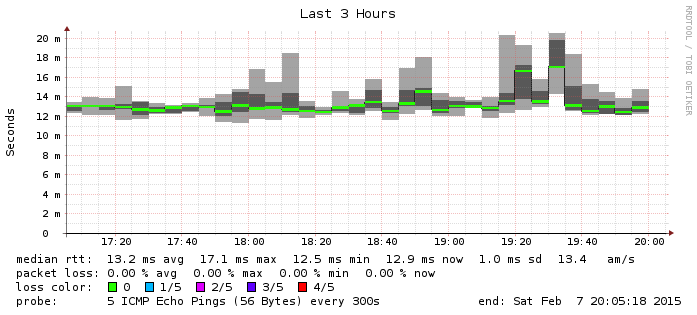 Last 3 Hours
RRDTOOL / TOBI OETIKER
Seconds
20 m
18 m
16 m
14 m
12 m
10 m
8 m
6 m
4 m
2 m
0
17:20 17:40 18:00 18:20 18:40 19:00 19:20 19:40 20:00
median rtt: 13.2 ms avg 17.1 ms max 12.5 ms min 12.9 ms now 1.0 ms sd 13.4 am/s
packet loss: 0.00 % avg 0.00 % max 0.00 % min 0.00 % now
loss color: 0 1/5 2/5 3/5 4/5
probe: 5 ICMP Echo Pings (56 Bytes) every 300s end: Sat Feb 7 20:05:18 2015